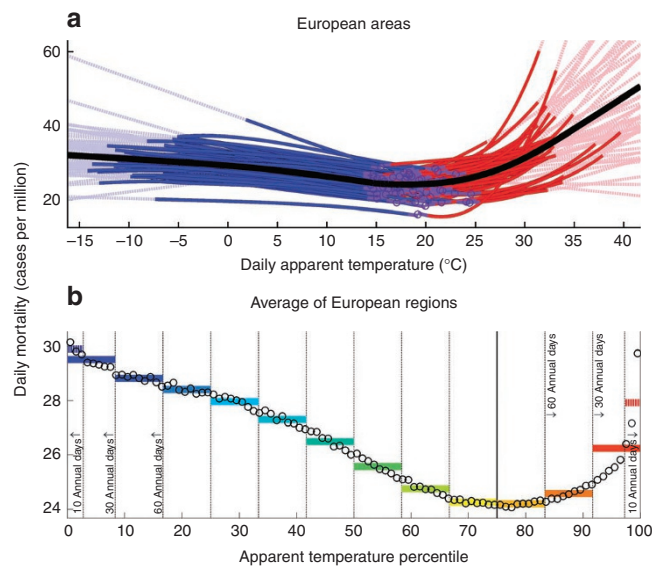 a
European areas
60
40
20
−15 −10 −5 0 5 10 15 20 25 30 35 40
Daily apparent temperature (°C)
Daily mortality (cases per million)
b
Average of European regions
30
28
26
24
10 Annual days↑
30 Annual days↑
60 Annual days↑
↓ 60 Annual days
↓ 30 Annual days
10 Annual days↓
0 10 20 30 40 50 60 70 80 90 100
Apparent temperature percentile